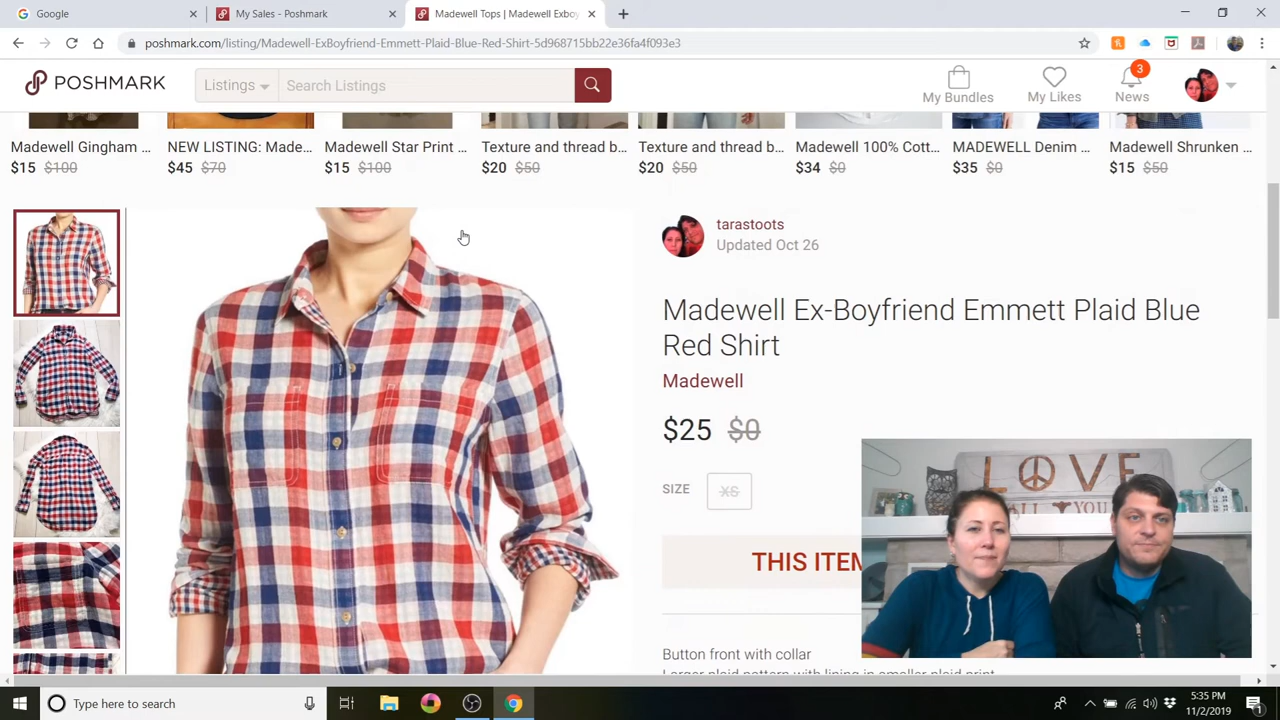 Google
My Sales - Poshmark
Madewell Tops | Madewell Exboy
poshmark.com/listing/Madewell-ExBoyfriend-Emmett-Plaid-Blue-Red-Shirt-5d968715bb22e36fa4f093e3
POSHMARK
Listings
Search Listings
My Bundles
My Likes
3
News
Madewell Gingham ...
NEW LISTING: Made...
Madewell Star Print ...
Texture and thread b...
Texture and thread b...
Madewell 100% Cott...
MADEWELL Denim ...
Madewell Shrunken ...
$15 $100
$45 $70
$15 $100
$20 $50
$20 $50
$34 $0
$35 $0
$15 $50
tarastoots
Updated Oct 26
Madewell Ex-Boyfriend Emmett Plaid Blue
Red Shirt
Madewell
$25 $0
SIZE
XS
THIS ITEM
LOVE
ALL YOU
Button front with collar
Larger plaid pattern with lining in smaller plaid print
Type here to search
5:35 PM
11/2/2019
1